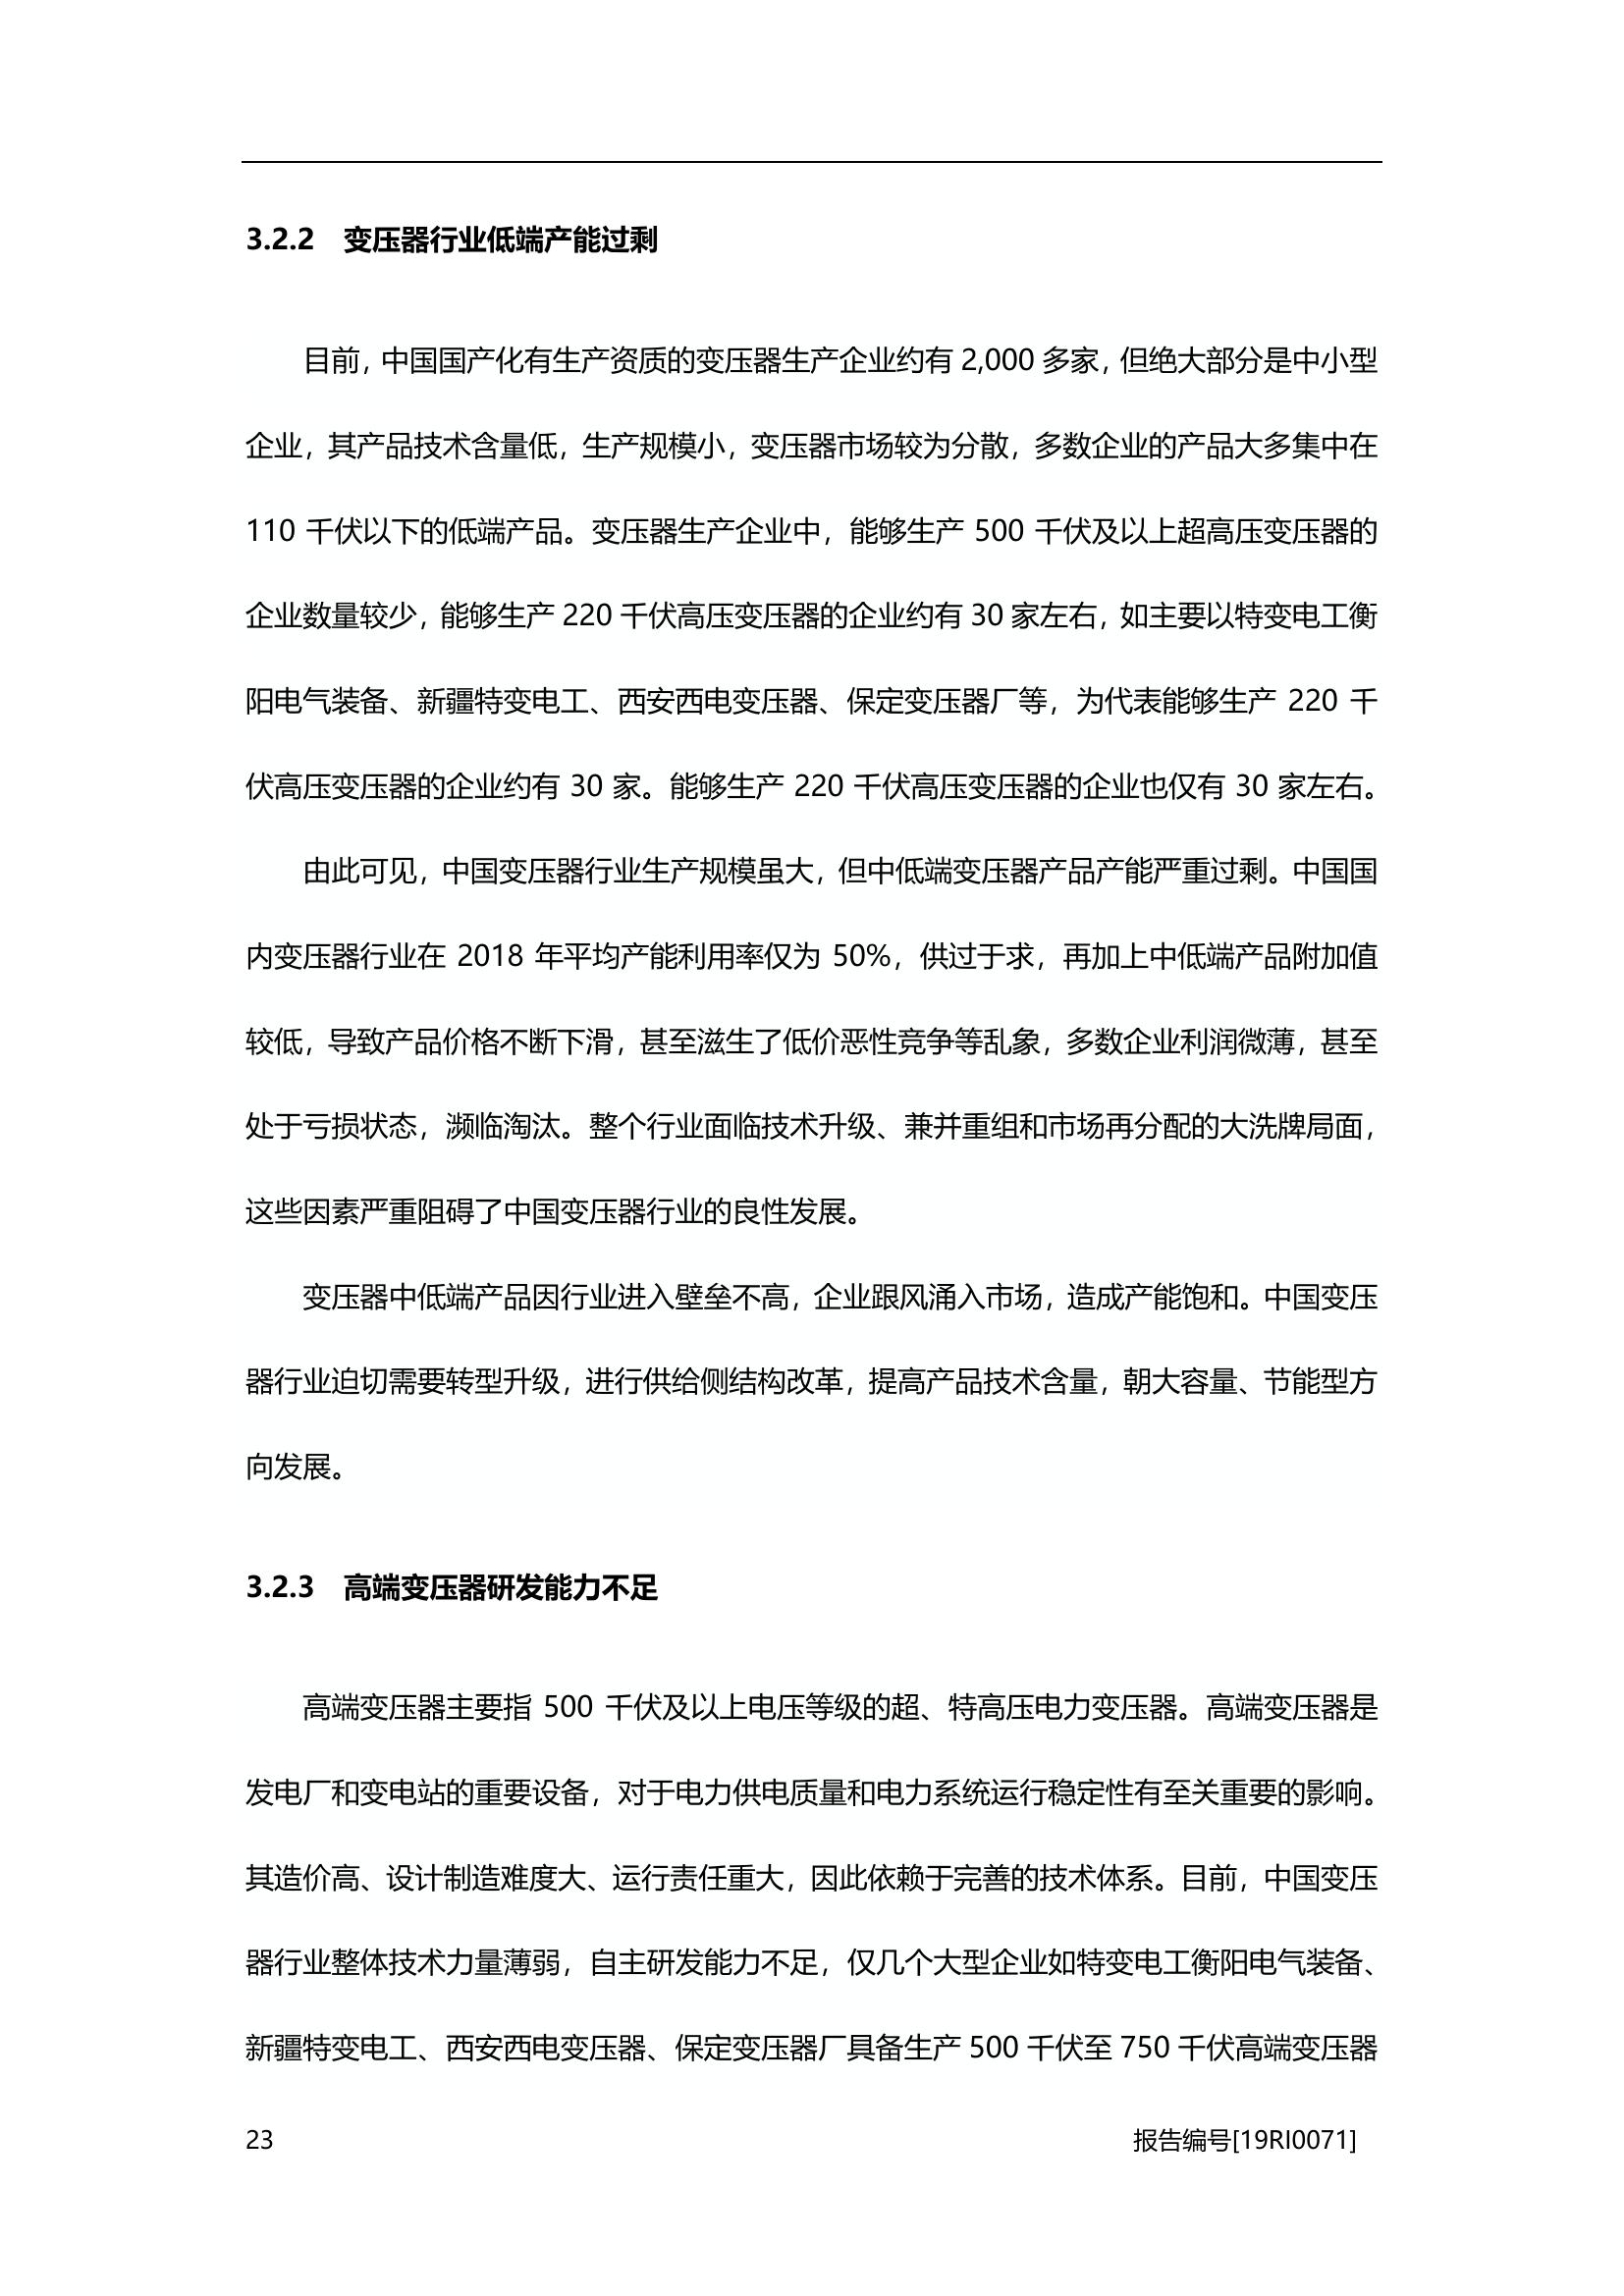 3.2.2 变压器行业低端产能过剩
目前，中国国产化有生产资质的变压器生产企业约有 2,000 多家，但绝大部分是中小型
企业，其产品技术含量低，生产规模小，变压器市场较为分散，多数企业的产品大多集中在
110 千伏以下的低端产品。变压器生产企业中，能够生产 500 千伏及以上超高压变压器的
企业数量较少，能够生产 220 千伏高压变压器的企业约有 30 家左右，如主要以特变电工衡
阳电气装备、新疆特变电工、西安西电变压器、保定变压器厂等，为代表能够生产 220 千
伏高压变压器的企业约有 30 家。能够生产 220 千伏高压变压器的企业也仅有 30 家左右。
由此可见，中国变压器行业生产规模虽大，但中低端变压器产品产能严重过剩。中国国
内变压器行业在 2018 年平均产能利用率仅为 50%，供过于求，再加上中低端产品附加值
较低，导致产品价格不断下滑，甚至滋生了低价恶性竞争等乱象，多数企业利润微薄，甚至
处于亏损状态，濒临淘汰。整个行业面临技术升级、兼并重组和市场再分配的大洗牌局面，
这些因素严重阻碍了中国变压器行业的良性发展。
变压器中低端产品因行业进入壁垒不高，企业跟风涌入市场，造成产能饱和。中国变压
器行业迫切需要转型升级，进行供给侧结构改革，提高产品技术含量，朝大容量、节能型方
向发展。
3.2.3 高端变压器研发能力不足
高端变压器主要指 500 千伏及以上电压等级的超、特高压电力变压器。高端变压器是
发电厂和变电站的重要设备，对于电力供电质量和电力系统运行稳定性有至关重要的影响。
其造价高、设计制造难度大、运行责任重大，因此依赖于完善的技术体系。目前，中国变压
器行业整体技术力量薄弱，自主研发能力不足，仅几个大型企业如特变电工衡阳电气装备、
新疆特变电工、西安西电变压器、保定变压器厂具备生产 500 千伏至 750 千伏高端变压器
23 报告编号[19RI0071]